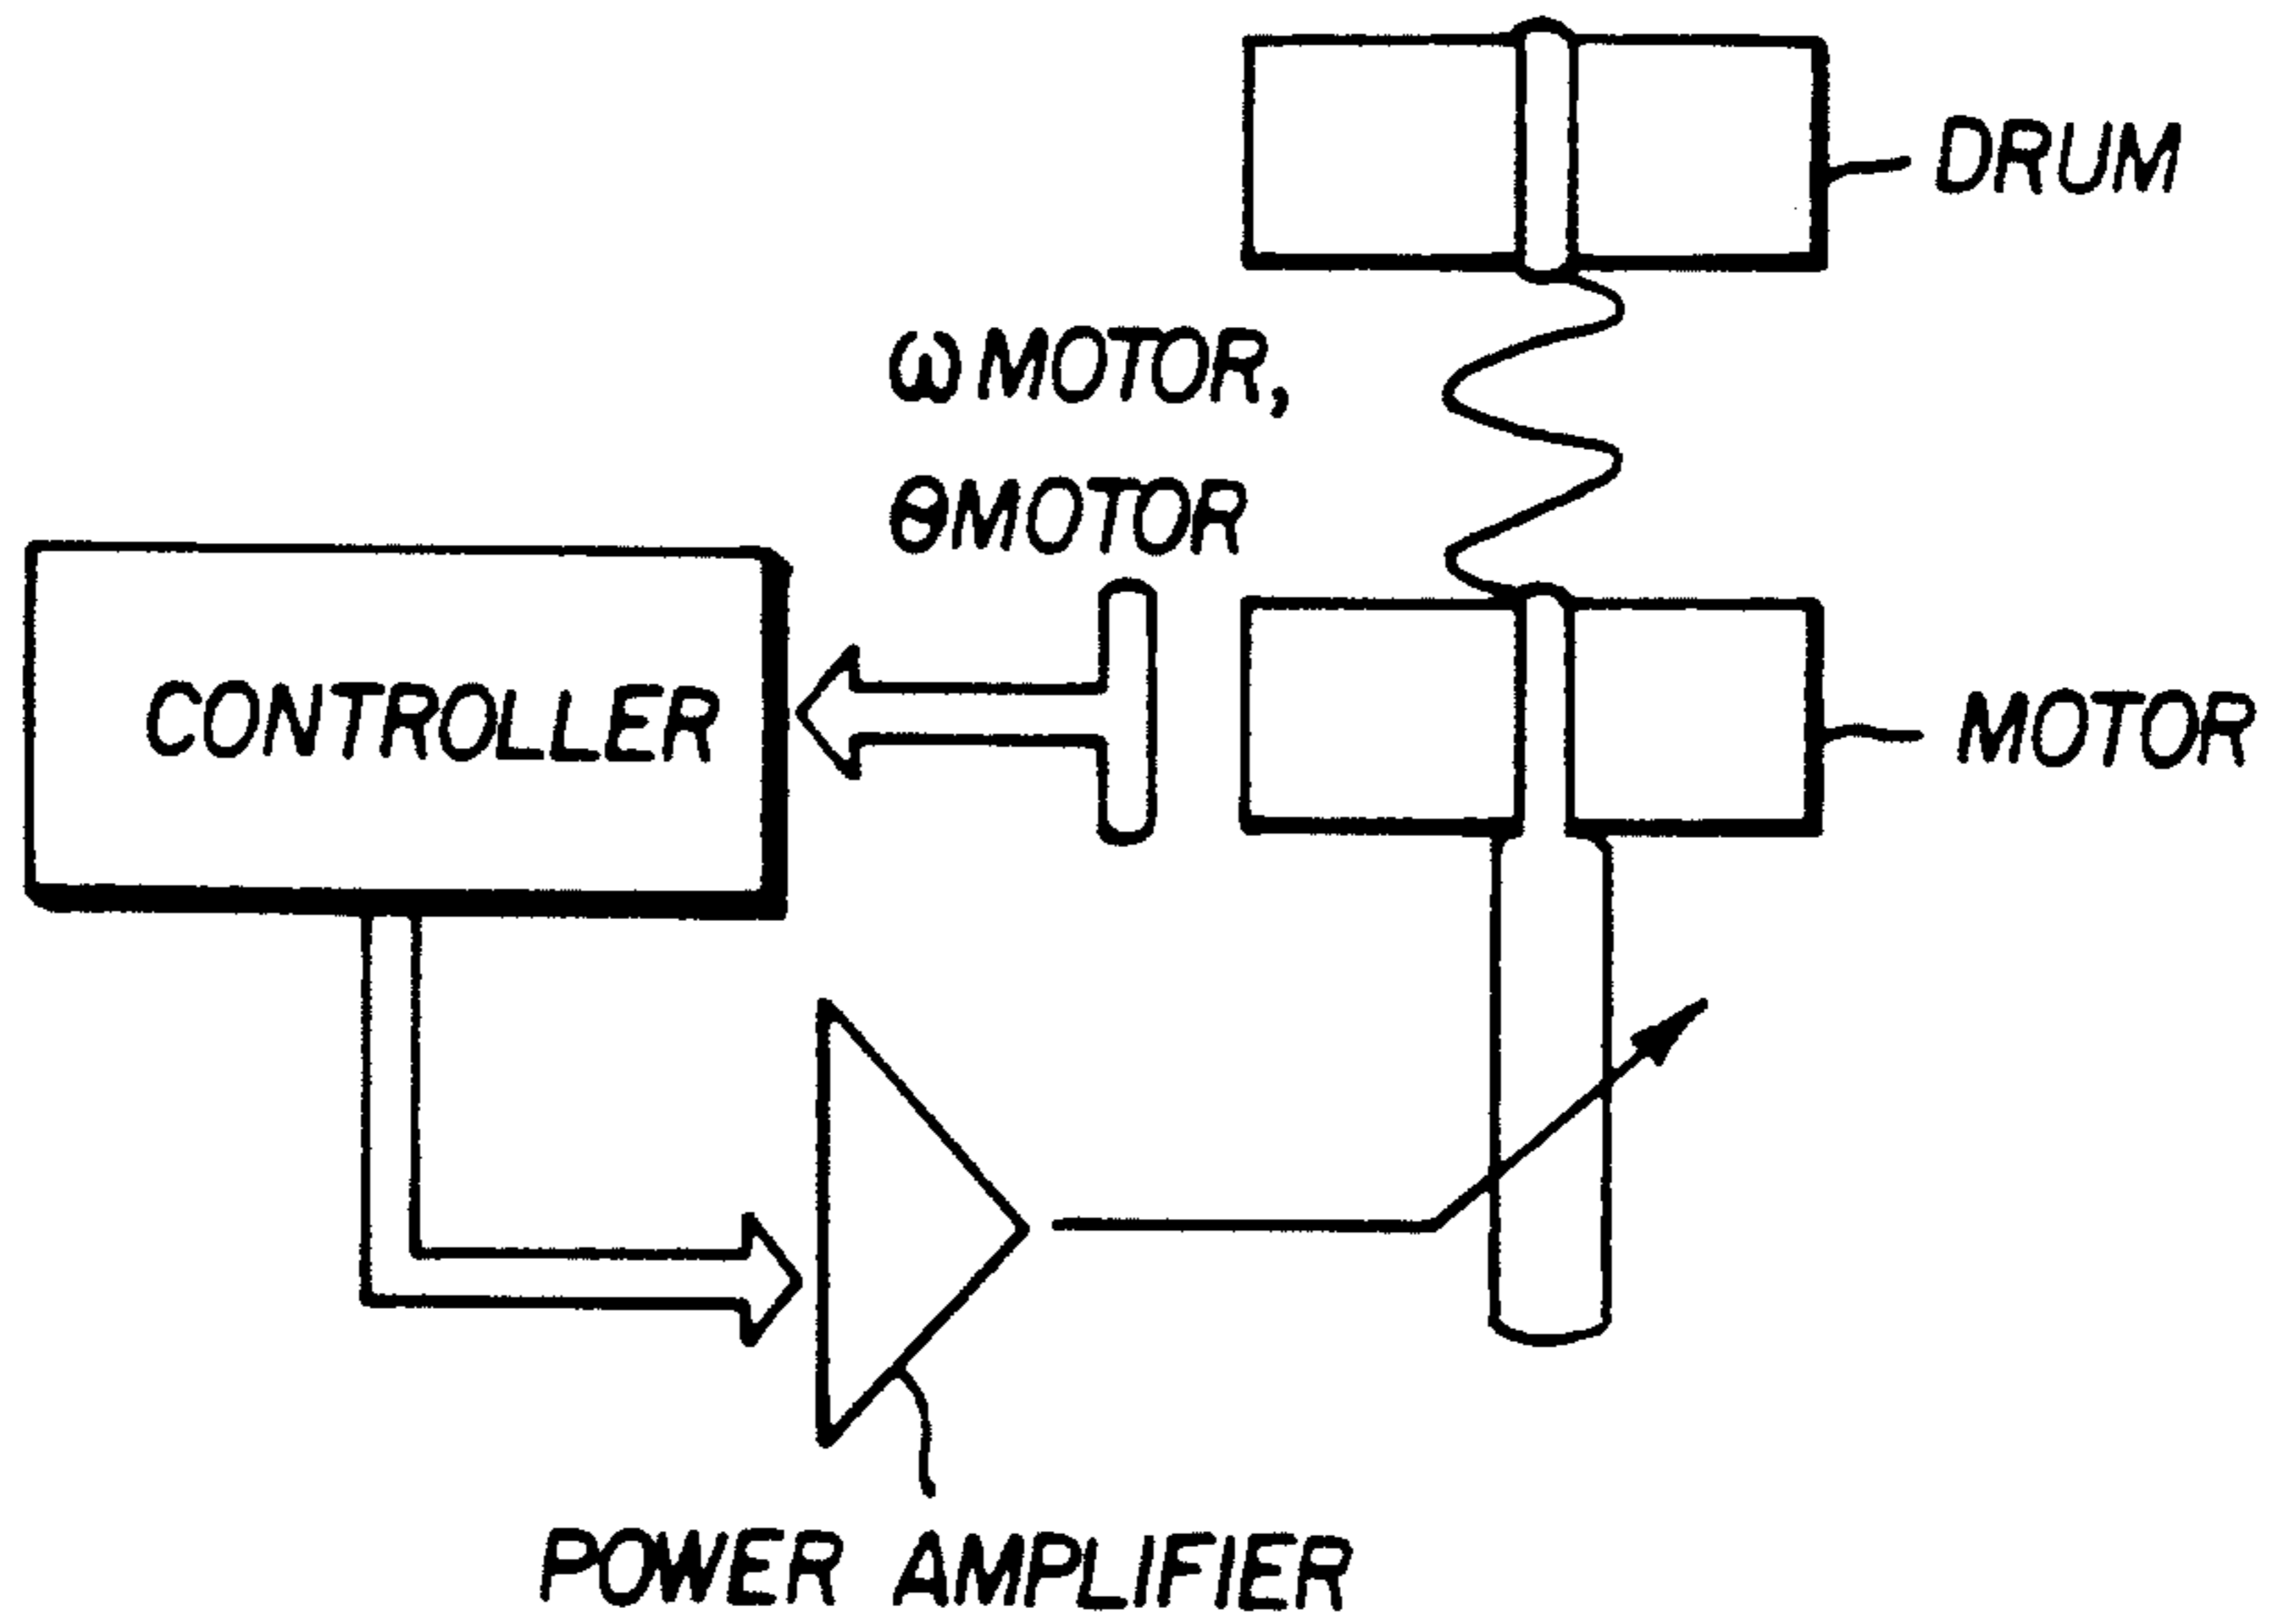 DRUM
ωMOTOR,
θMOTOR
CONTROLLER
MOTOR
POWER AMPLIFIER